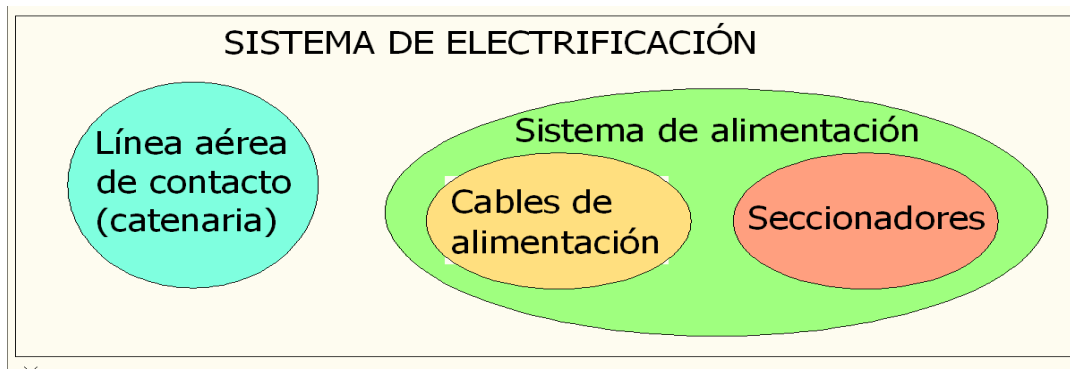 SISTEMA DE ELECTRIFICACIÓN
Línea aérea
de contacto
(catenaria)
Sistema de alimentación
Cables de
alimentación
Seccionadores